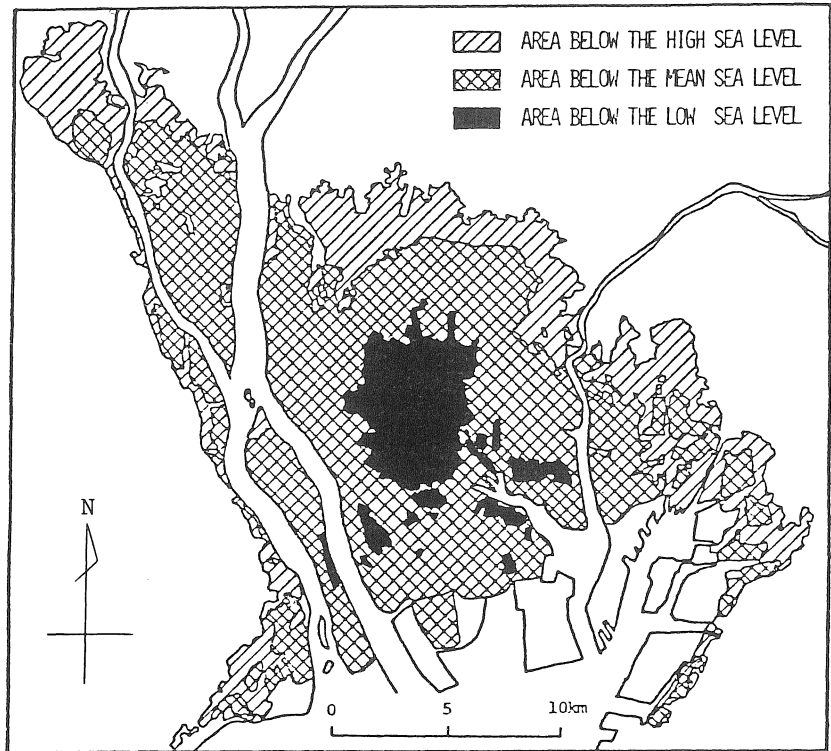 AREA BELOW THE HIGH SEA LEVEL
AREA BELOW THE MEAN SEA LEVEL
AREA BELOW THE LOW SEA LEVEL
N
0 5 10km